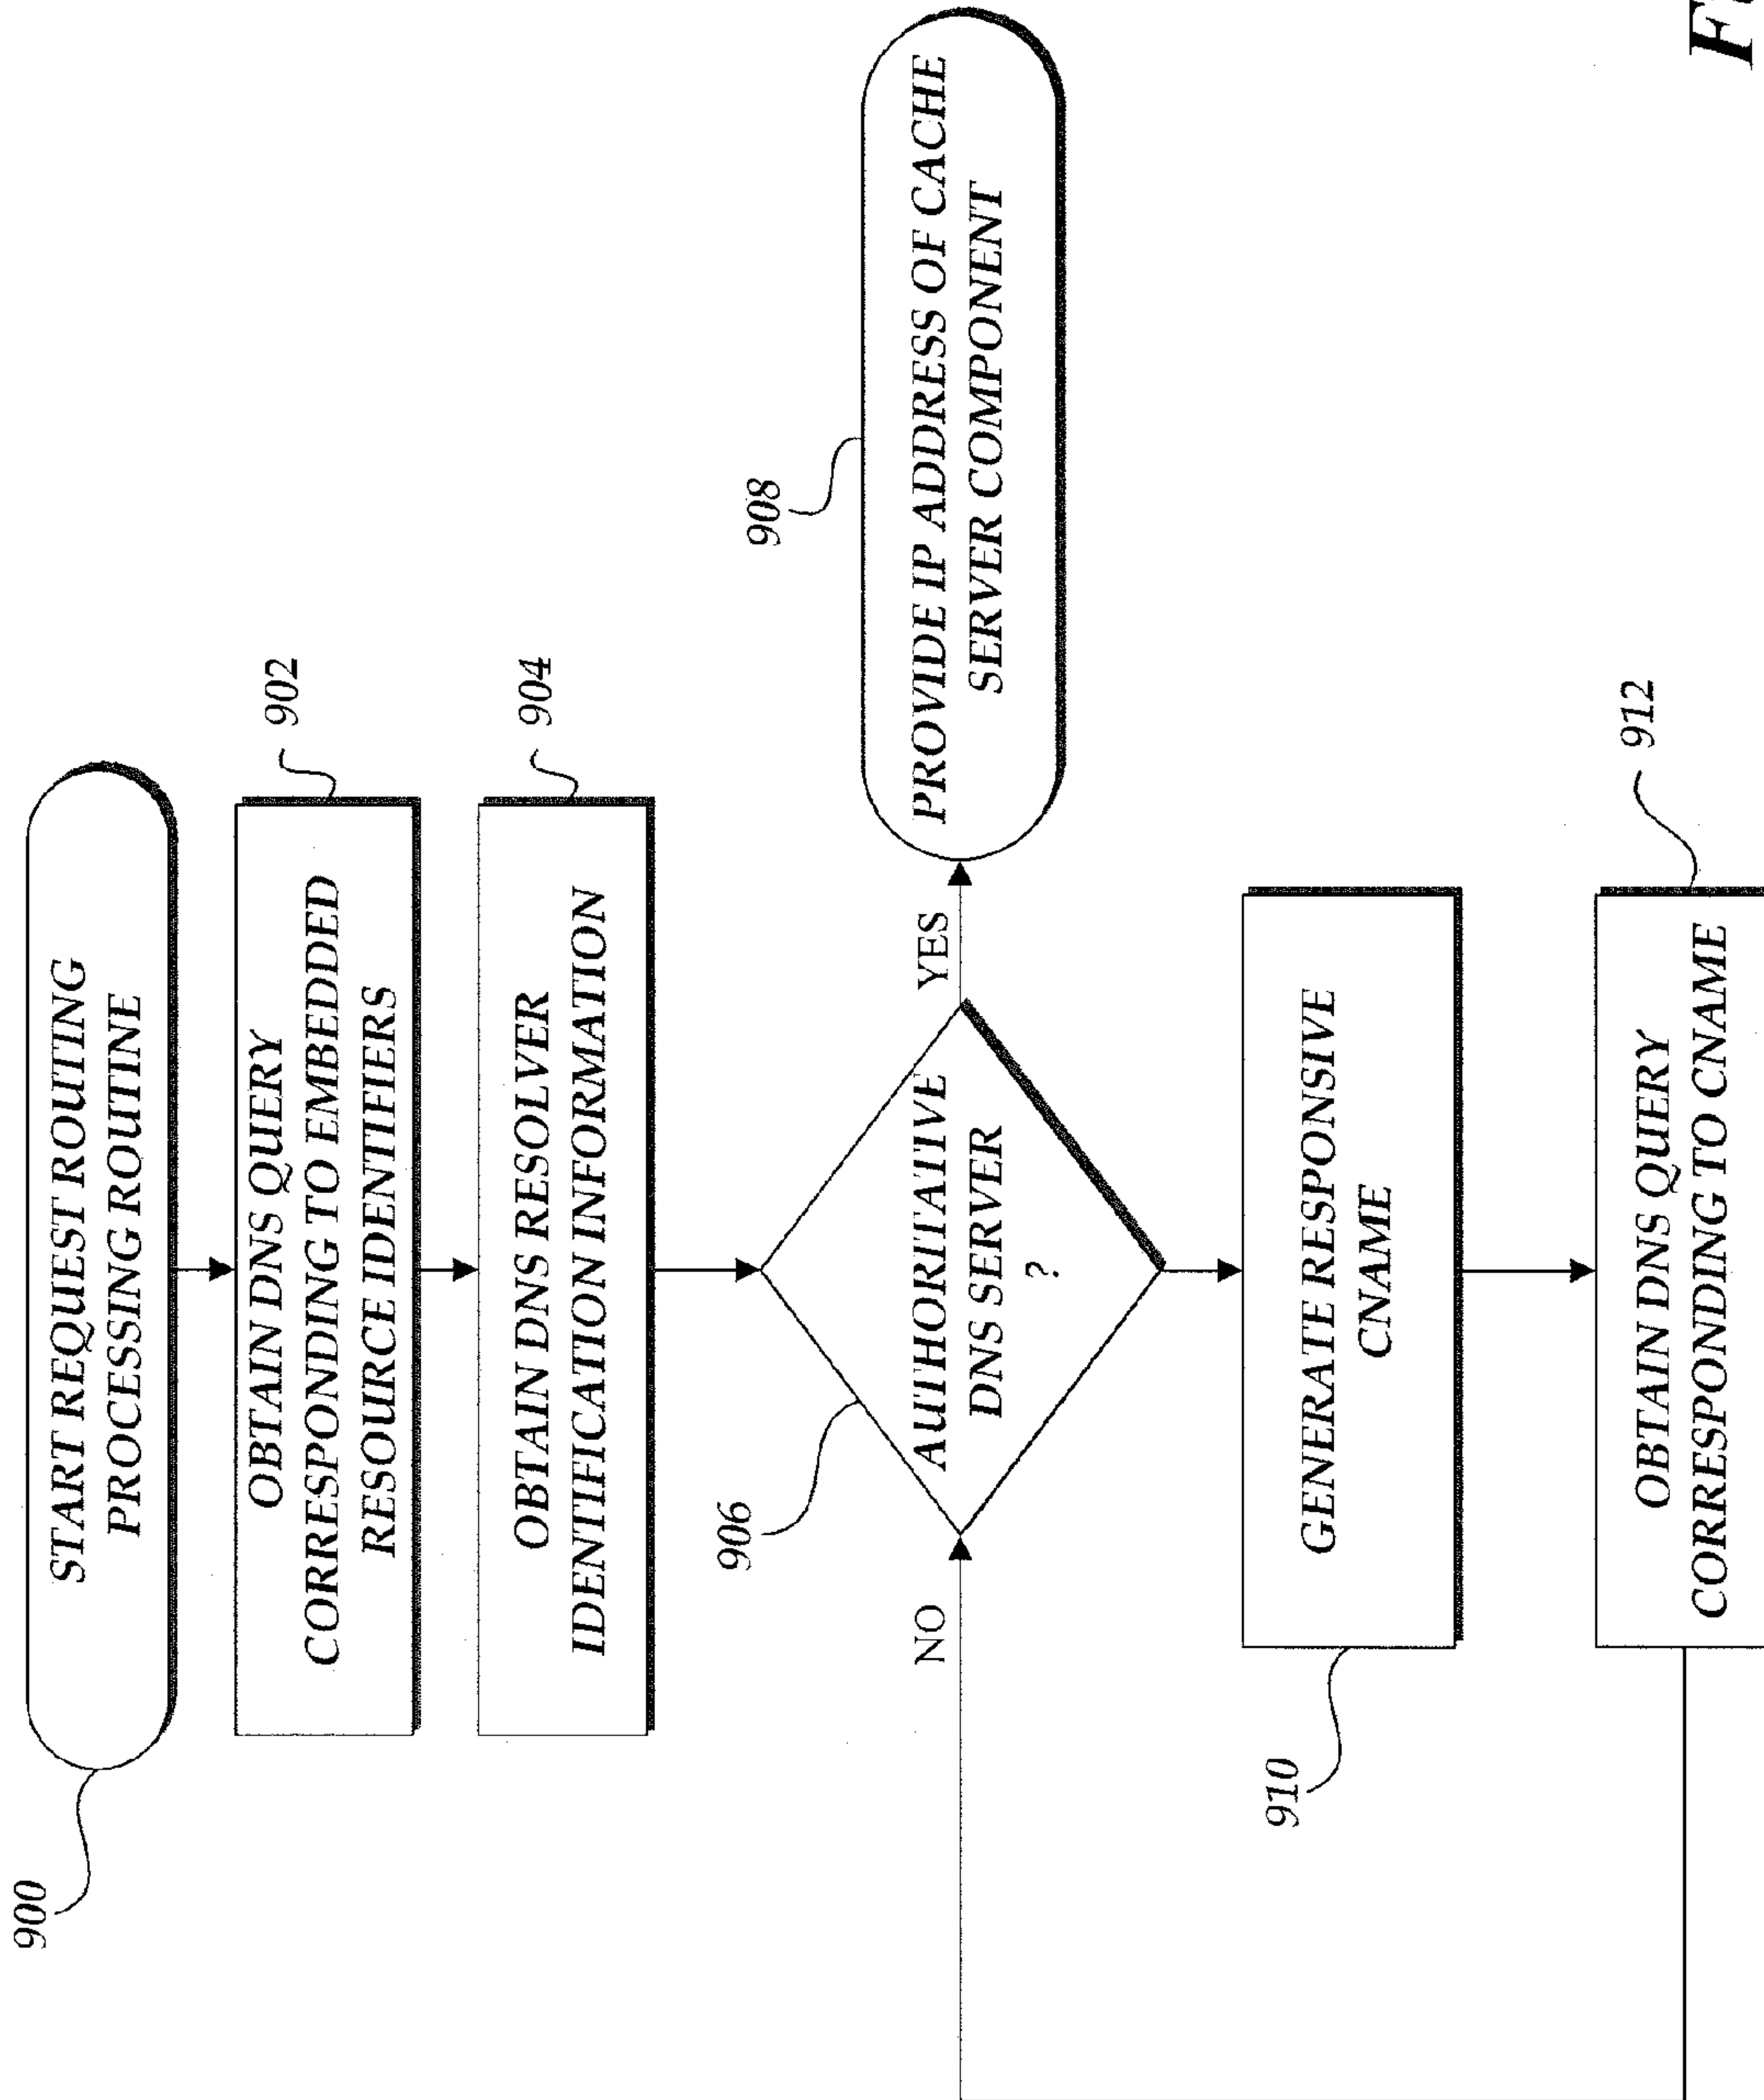 900
START REQUEST ROUTING
PROCESSING ROUTINE
902
OBTAIN DNS QUERY
CORRESPONDING TO EMBEDDED
RESOURCE IDENTIFIERS
904
OBTAIN DNS RESOLVER
IDENTIFICATION INFORMATION
906
AUTHORITATIVE
DNS SERVER
?
NO
YES
908
PROVIDE IP ADDRESS OF CACHE
SERVER COMPONENT
910
GENERATE RESPONSIVE
CNAME
912
OBTAIN DNS QUERY
CORRESPONDING TO CNAME